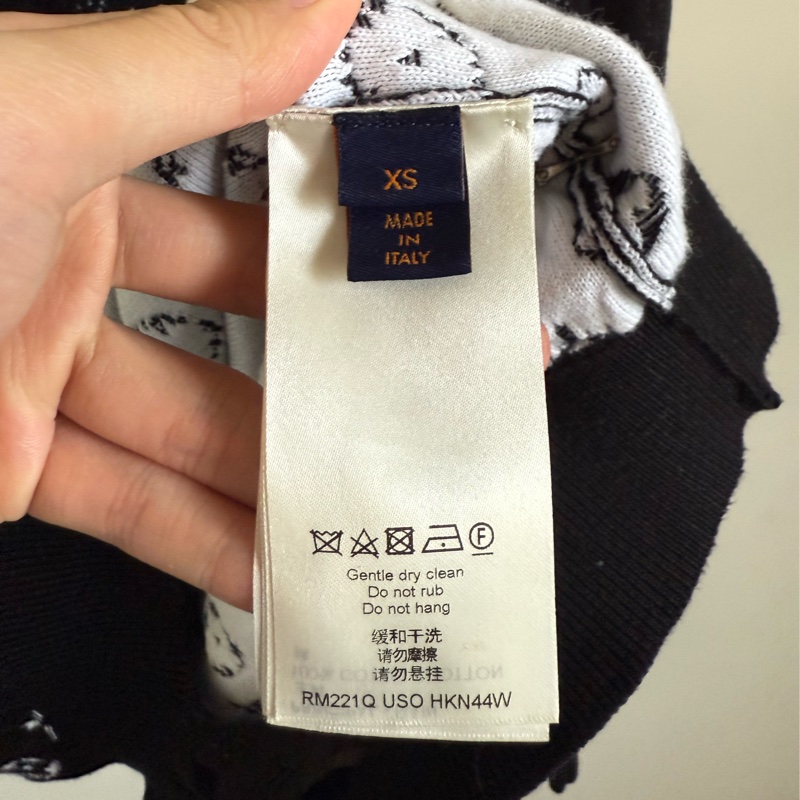 XS
MADE
IN
ITALY
F
Gentle dry clean
Do not rub
Do not hang
缓和干洗
请勿摩擦
请勿悬挂
RM221Q USO HKN44W